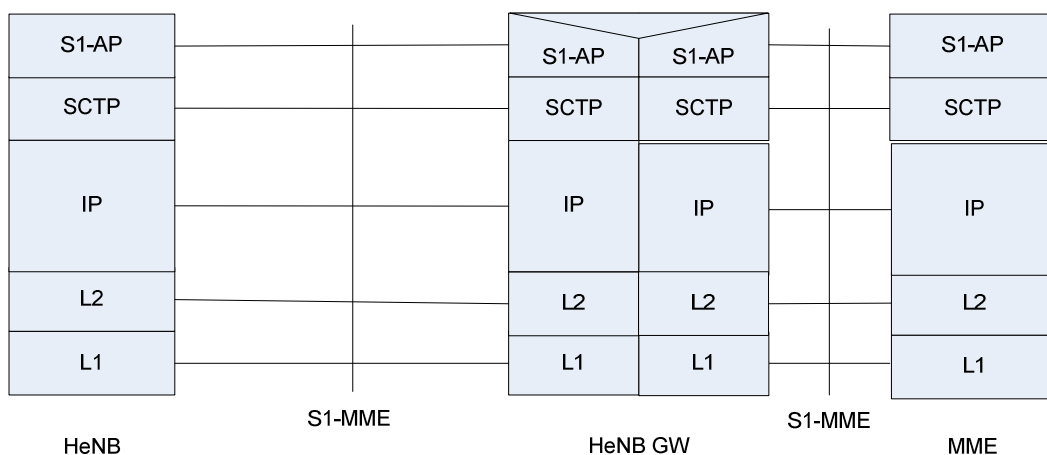 S1-AP
SCTP
IP
L2
L1
HeNB
S1-MME
S1-AP S1-AP
SCTP SCTP
IP IP
L2 L2
L1 L1
HeNB GW
S1-MME
S1-AP
SCTP
IP
L2
L1
MME